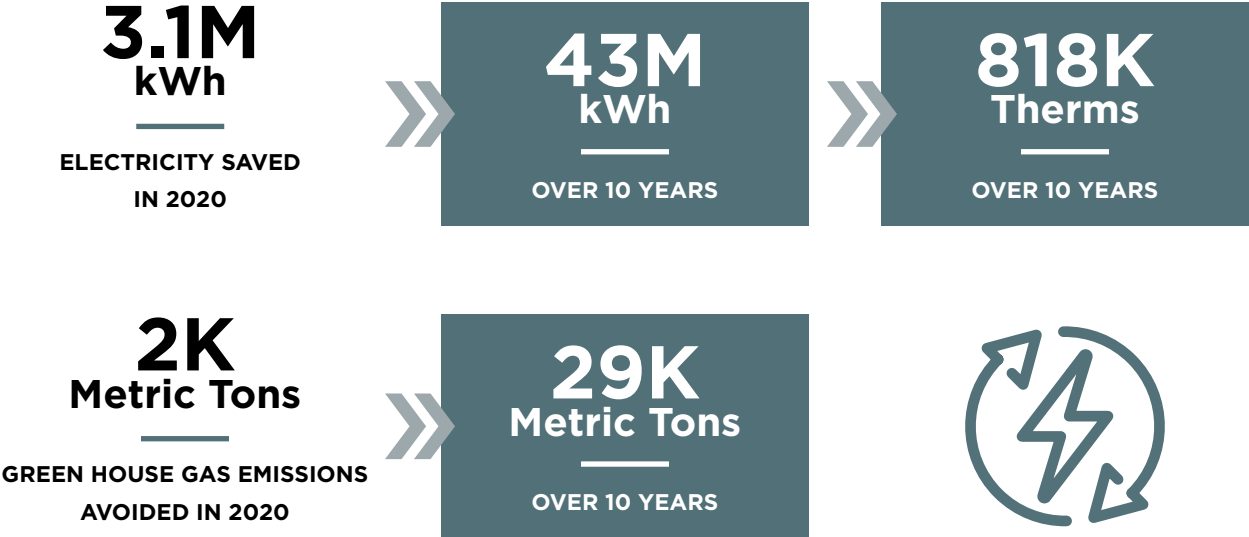 3.1M
kWh
ELECTRICITY SAVED
IN 2020
43M
kWh
OVER 10 YEARS
818K
Therms
OVER 10 YEARS
2K
Metric Tons
GREEN HOUSE GAS EMISSIONS
AVOIDED IN 2020
29K
Metric Tons
OVER 10 YEARS